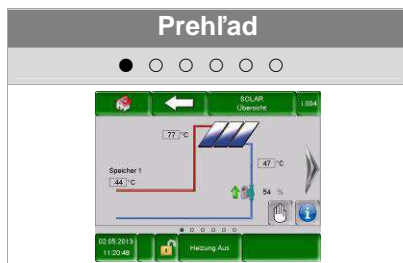 Prehľad
SOLAR
Übersicht
i.004
77 °C
47 °C
Speicher 1
44 °C
54 %
02.05.2013
11:20:48
Heizung Aus